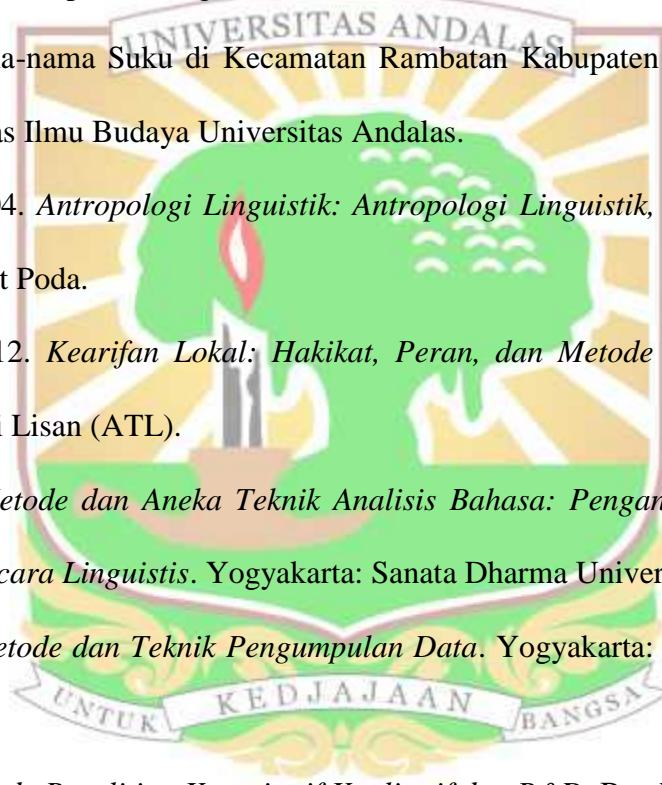 UNIVERSITAS ANDALAS
a-nama Suku di Kecamatan Rambatan Kabupaten
as Ilmu Budaya Universitas Andalas.
4. Antropologi Linguistik: Antropologi Linguistik,
t Poda.
12. Kearifan Lokal: Hakikat, Peran, dan Metode
i Lisan (ATL).
etode dan Aneka Teknik Analisis Bahasa: Pengan
cara Linguistis. Yogyakarta: Sanata Dharma Univer
etode dan Teknik Pengumpulan Data. Yogyakarta:
UNTUK KEDJAJAAN BANGSA